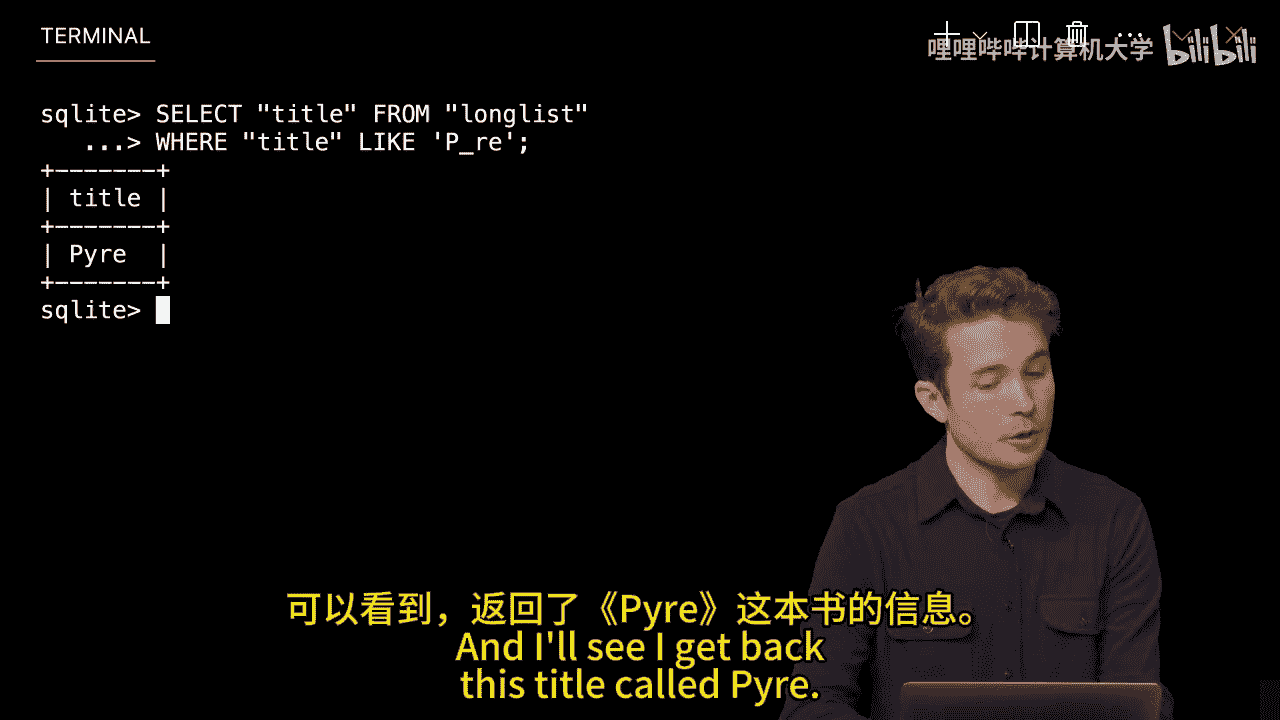 TERMINAL
哩哩哔哔计算机大学 bilibili
sqlite> SELECT "title" FROM "longlist"
   ...> WHERE "title" LIKE 'P_re';
+-------+
| title |
+-------+
| Pyre  |
+-------+
sqlite>
可以看到，返回了《Pyre》这本书的信息。
And I'll see I get back
this title called Pyre.